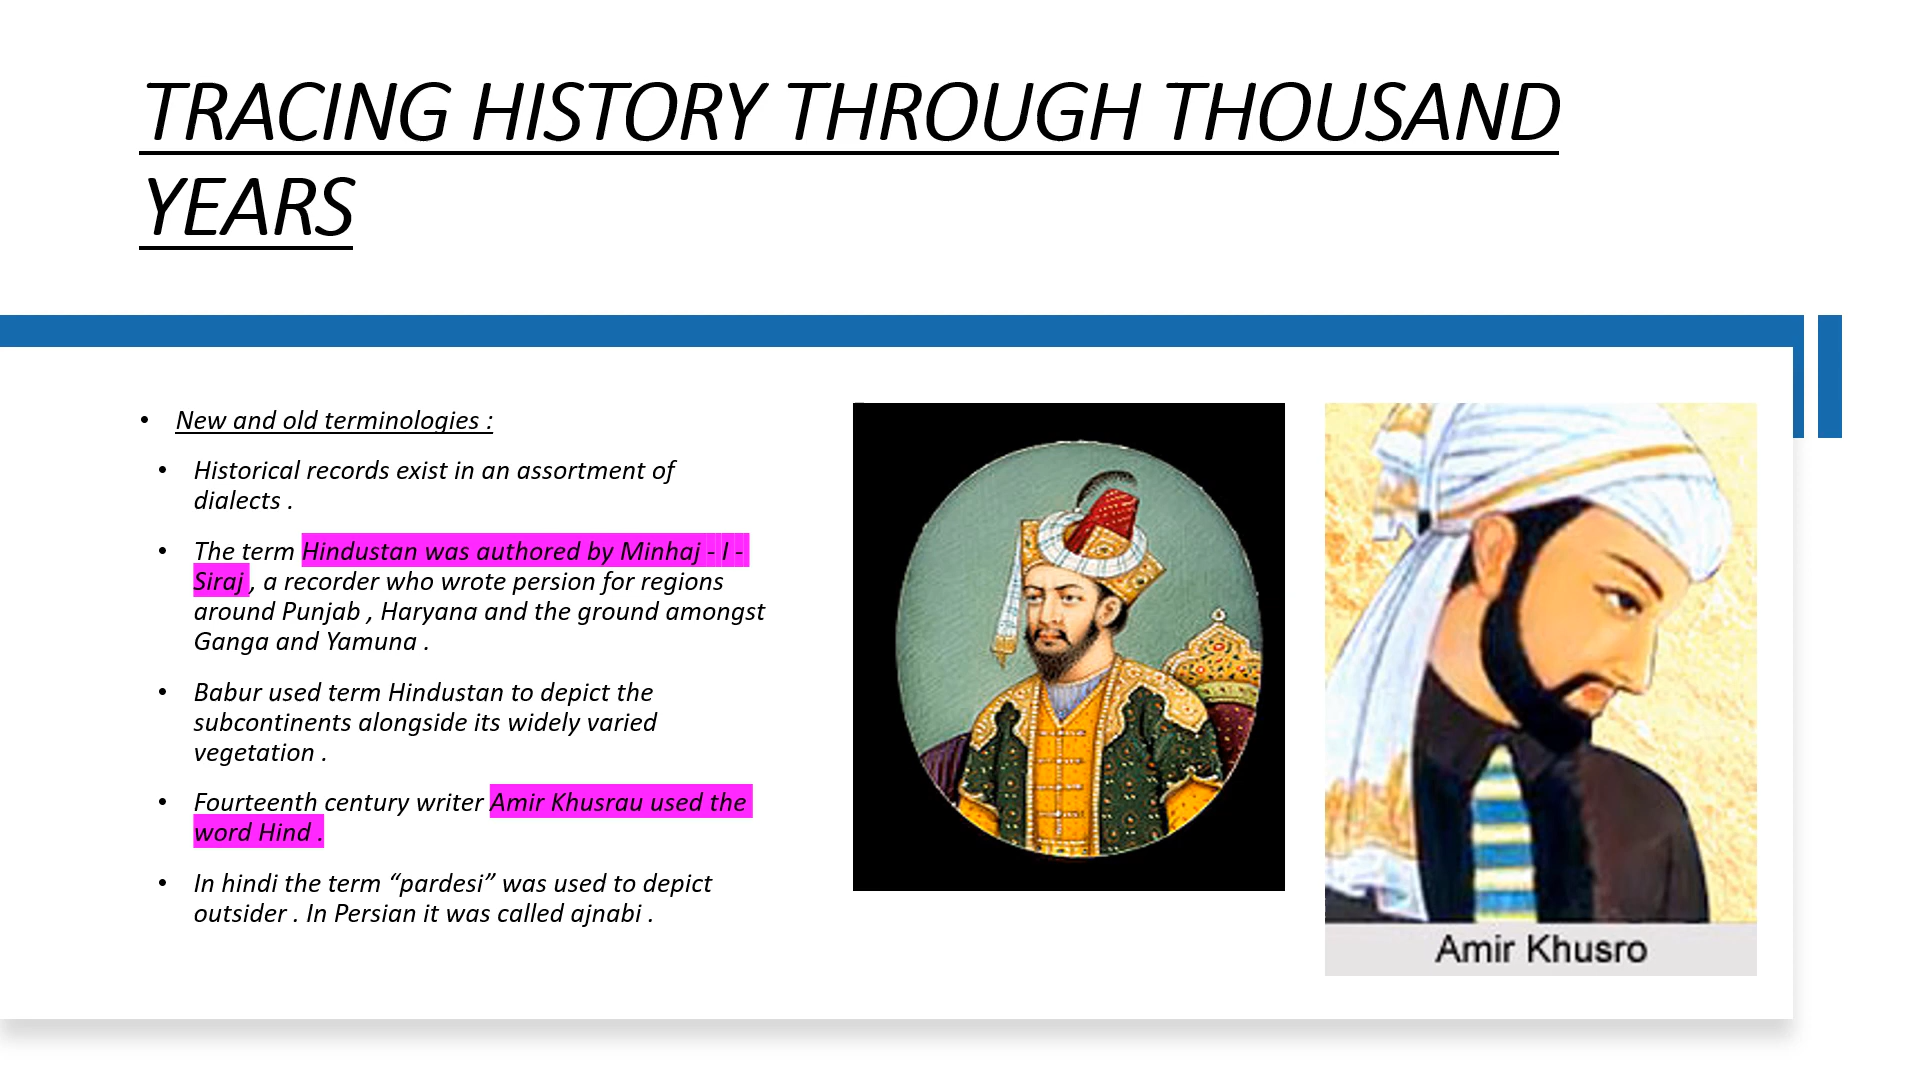 TRACING HISTORY THROUGH THOUSAND
YEARS
• New and old terminologies :
• Historical records exist in an assortment of
dialects .
• The term Hindustan was authored by Minhaj - I -
Siraj , a recorder who wrote persion for regions
around Punjab , Haryana and the ground amongst
Ganga and Yamuna .
• Babur used term Hindustan to depict the
subcontinents alongside its widely varied
vegetation .
• Fourteenth century writer Amir Khusrau used the
word Hind .
• In hindi the term “pardesi” was used to depict
outsider . In Persian it was called ajnabi .
Amir Khusro